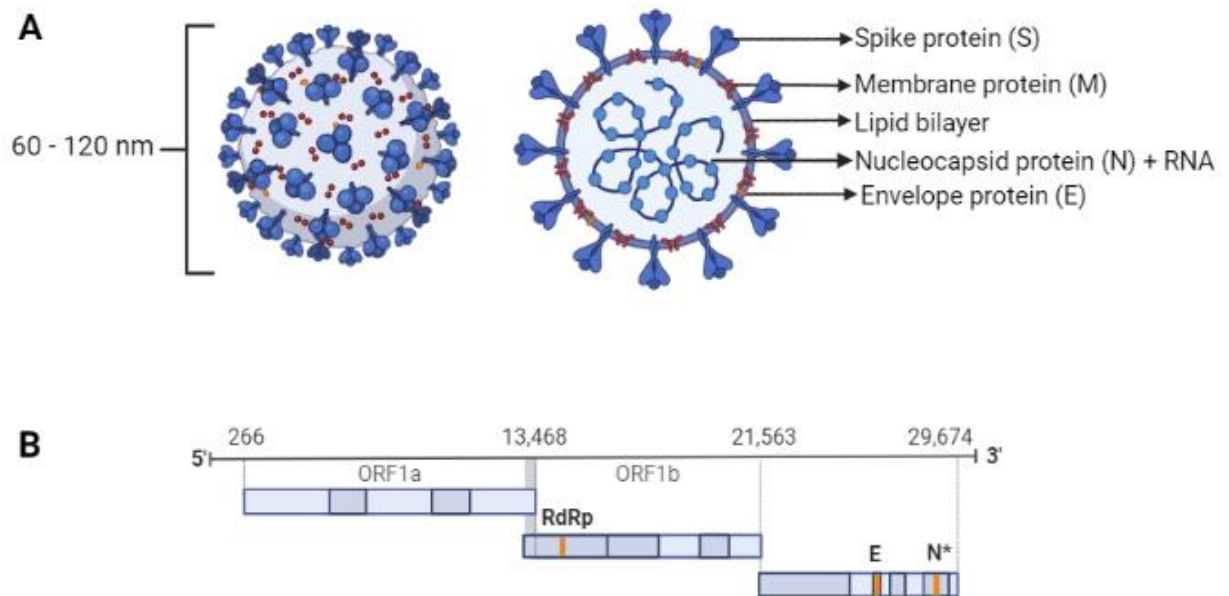 A
60 - 120 nm
Spike protein (S)
Membrane protein (M)
Lipid bilayer
Nucleocapsid protein (N) + RNA
Envelope protein (E)
B
266 13,468 21,563 29,674
5' 3'
ORF1a ORF1b
RdRp
E N*